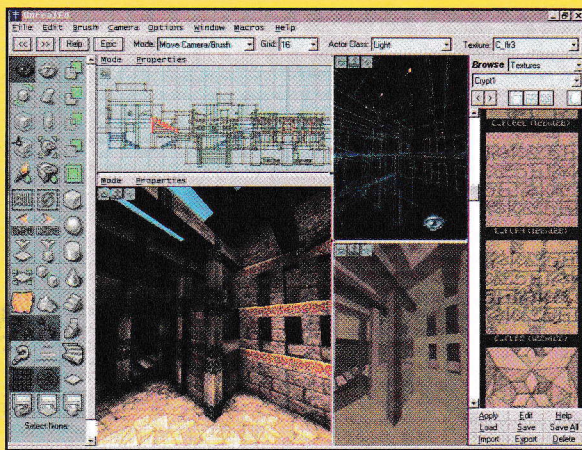 UnrealEd
File Edit Brush Camera Options Window Macros Help
<< >> Help Epic Mode: Move Camera/Brush Grid: 16 Actor Class: Light Texture: C_flr3
Browse Textures
Crypt1
< >
Mode Properties
Mode Properties
Select None
Apply Edit Help
Load Save Save All
Import Export Delete